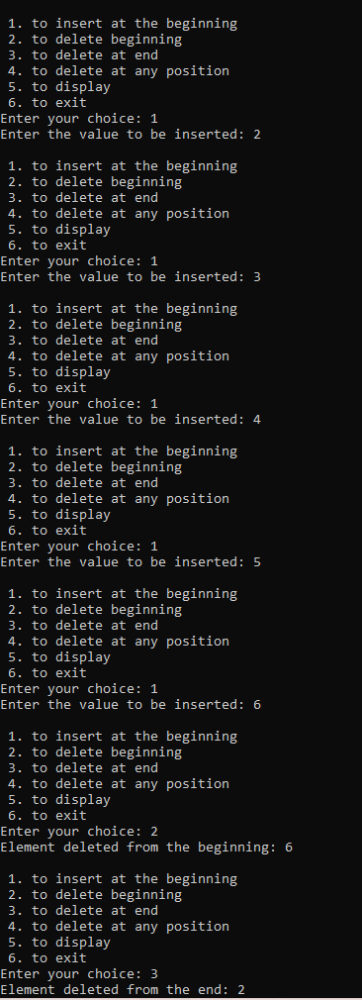 1. to insert at the beginning
2. to delete beginning
3. to delete at end
4. to delete at any position
5. to display
6. to exit
Enter your choice: 1
Enter the value to be inserted: 2

1. to insert at the beginning
2. to delete beginning
3. to delete at end
4. to delete at any position
5. to display
6. to exit
Enter your choice: 1
Enter the value to be inserted: 3

1. to insert at the beginning
2. to delete beginning
3. to delete at end
4. to delete at any position
5. to display
6. to exit
Enter your choice: 1
Enter the value to be inserted: 4

1. to insert at the beginning
2. to delete beginning
3. to delete at end
4. to delete at any position
5. to display
6. to exit
Enter your choice: 1
Enter the value to be inserted: 5

1. to insert at the beginning
2. to delete beginning
3. to delete at end
4. to delete at any position
5. to display
6. to exit
Enter your choice: 1
Enter the value to be inserted: 6

1. to insert at the beginning
2. to delete beginning
3. to delete at end
4. to delete at any position
5. to display
6. to exit
Enter your choice: 2
Element deleted from the beginning: 6

1. to insert at the beginning
2. to delete beginning
3. to delete at end
4. to delete at any position
5. to display
6. to exit
Enter your choice: 3
Element deleted from the end: 2